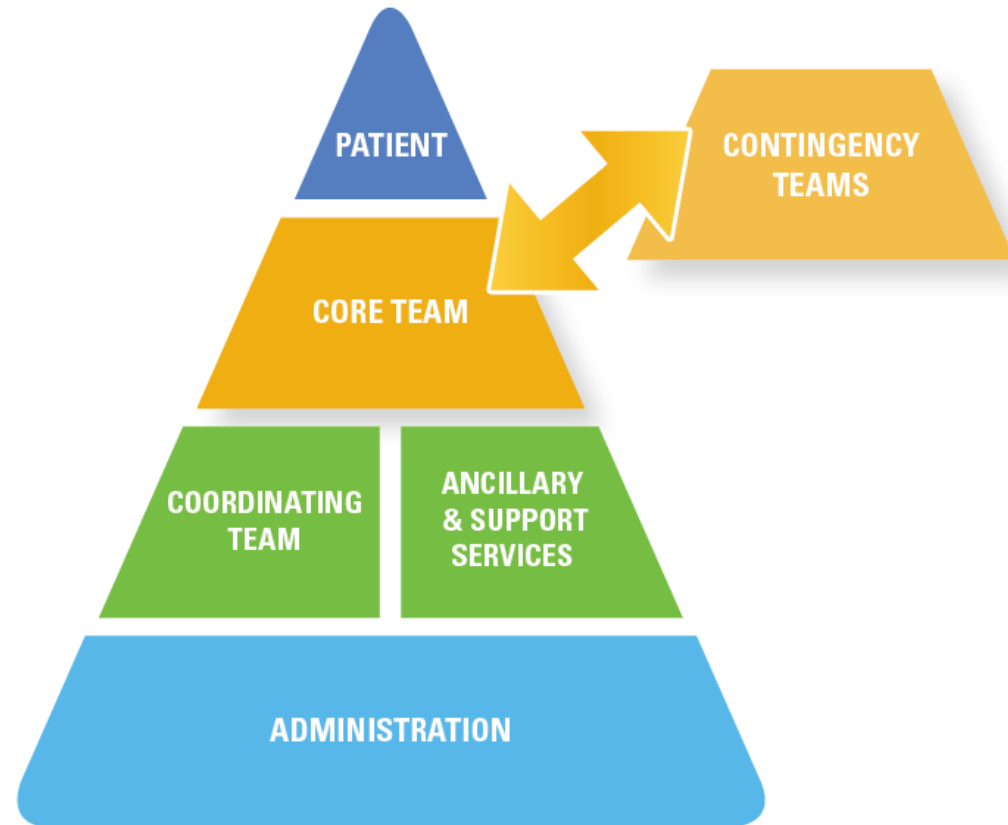 PATIENT
CONTINGENCY
TEAMS
CORE TEAM
COORDINATING
TEAM
ANCILLARY
& SUPPORT
SERVICES
ADMINISTRATION